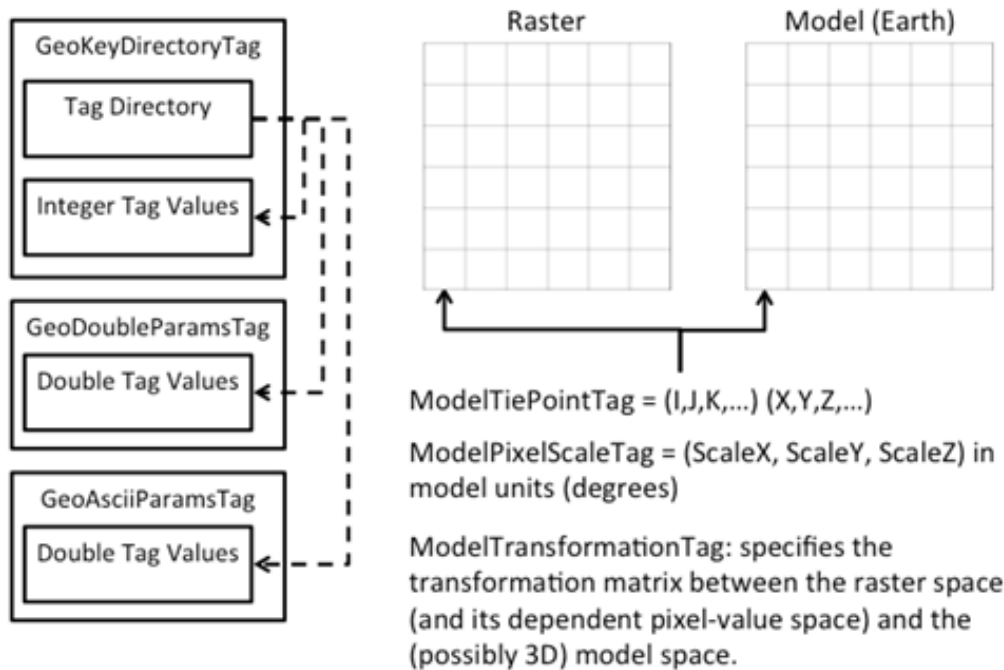 GeoKeyDirectoryTag
Tag Directory
Integer Tag Values
GeoDoubleParamsTag
Double Tag Values
GeoAsciiParamsTag
Double Tag Values
Raster
Model (Earth)
ModelTiePointTag = (I,J,K,...) (X,Y,Z,...)
ModelPixelScaleTag = (ScaleX, ScaleY, ScaleZ) in
model units (degrees)
ModelTransformationTag: specifies the
transformation matrix between the raster space
(and its dependent pixel-value space) and the
(possibly 3D) model space.